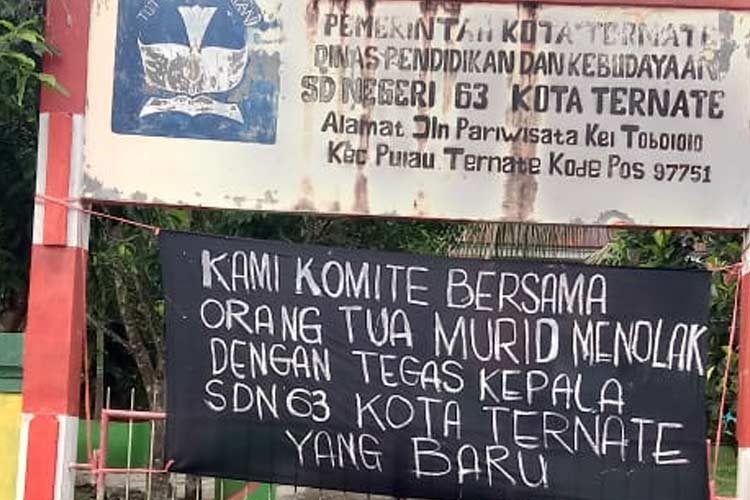 TUT
PEMERINTAH KOTA TERNATE
DINAS PENDIDIKAN DAN KEBUDAYAAN
SD NEGERI 63 KOTA TERNATE
Alamat Jln Pariwisata Kel Tobololo
Kec Pulau Ternate Kode Pos 97751
KAMI KOMITE BERSAMA
ORANG TUA MURID MENOLAK
DENGAN TEGAS KEPALA
SDN 63 KOTA TERNATE
YANG BARU